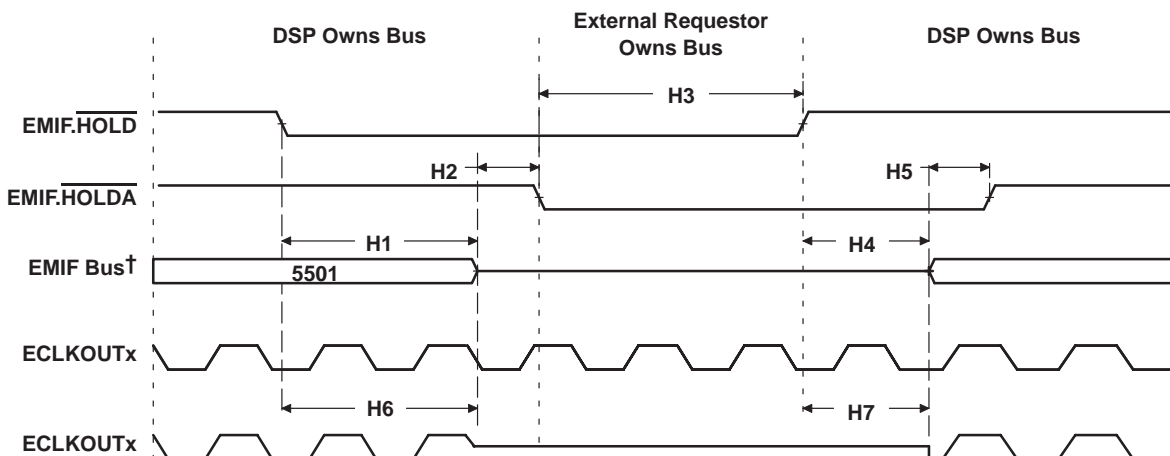 DSP Owns Bus
External Requestor
Owns Bus
DSP Owns Bus
H3
EMIF.HOLD
H2
H5
EMIF.HOLDA
H1
H4
EMIF Bus†
5501
ECLKOUTx
H6
H7
ECLKOUTx